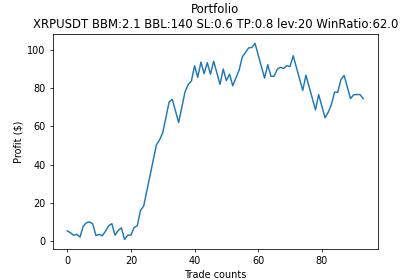 Portfolio
XRPUSDT BBM:2.1 BBL:140 SL:0.6 TP:0.8 lev:20 WinRatio:62.0
100
80
60
40
20
0
Profit ($)
0 20 40 60 80
Trade counts